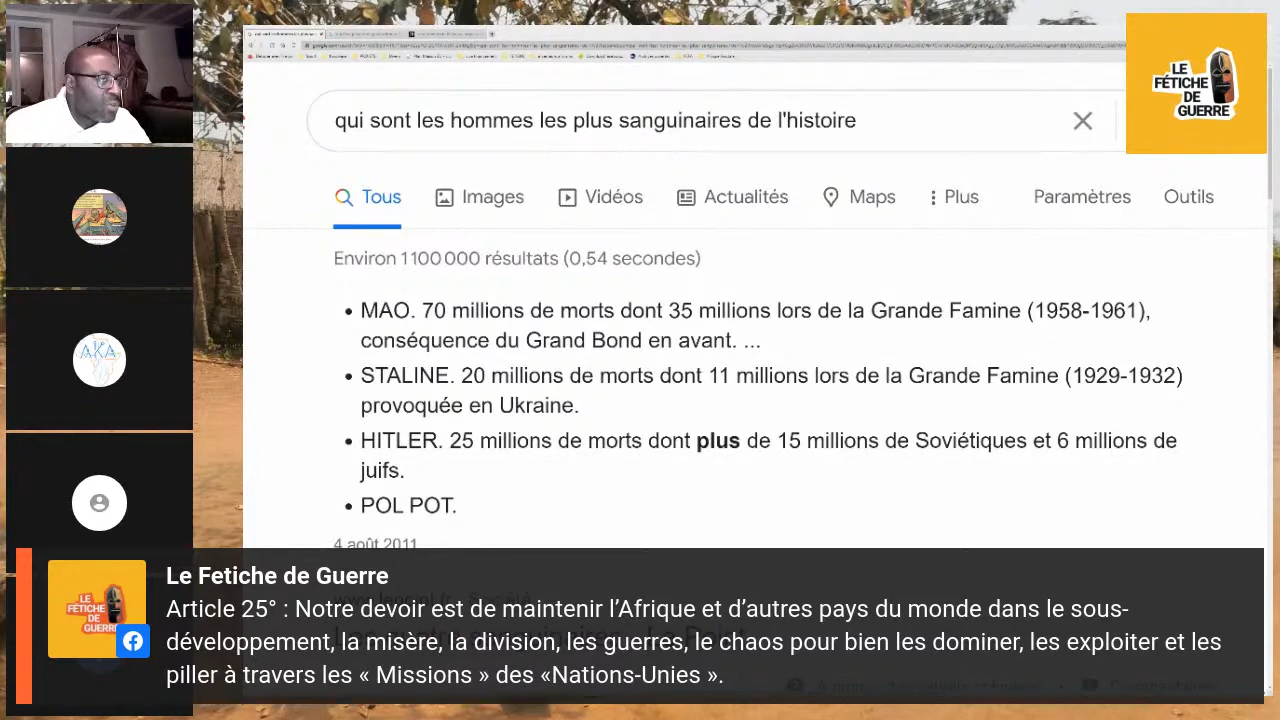 LE
FÉTICHE
DE
GUERRE
qui sont les hommes les plus sanguinaires de l'histoire
Tous Images Vidéos Actualités Maps Plus Paramètres Outils
Environ 1 100 000 résultats (0,54 secondes)
• MAO. 70 millions de morts dont 35 millions lors de la Grande Famine (1958-1961),
conséquence du Grand Bond en avant. ...
• STALINE. 20 millions de morts dont 11 millions lors de la Grande Famine (1929-1932)
provoquée en Ukraine.
• HITLER. 25 millions de morts dont plus de 15 millions de Soviétiques et 6 millions de
juifs.
• POL POT.
4 août 2011
AKA
LE
FÉTICHE
DE
GUERRE
Le Fetiche de Guerre
Article 25° : Notre devoir est de maintenir l’Afrique et d’autres pays du monde dans le sous-
développement, la misère, la division, les guerres, le chaos pour bien les dominer, les exploiter et les
piller à travers les « Missions » des «Nations-Unies ».